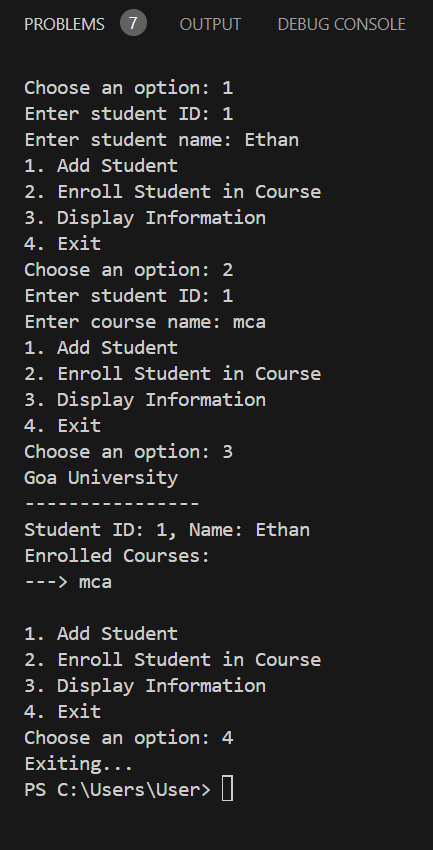 PROBLEMS 7 OUTPUT DEBUG CONSOLE
Choose an option: 1
Enter student ID: 1
Enter student name: Ethan
1. Add Student
2. Enroll Student in Course
3. Display Information
4. Exit
Choose an option: 2
Enter student ID: 1
Enter course name: mca
1. Add Student
2. Enroll Student in Course
3. Display Information
4. Exit
Choose an option: 3
Goa University
----------------
Student ID: 1, Name: Ethan
Enrolled Courses:
---> mca
1. Add Student
2. Enroll Student in Course
3. Display Information
4. Exit
Choose an option: 4
Exiting...
PS C:\Users\User>